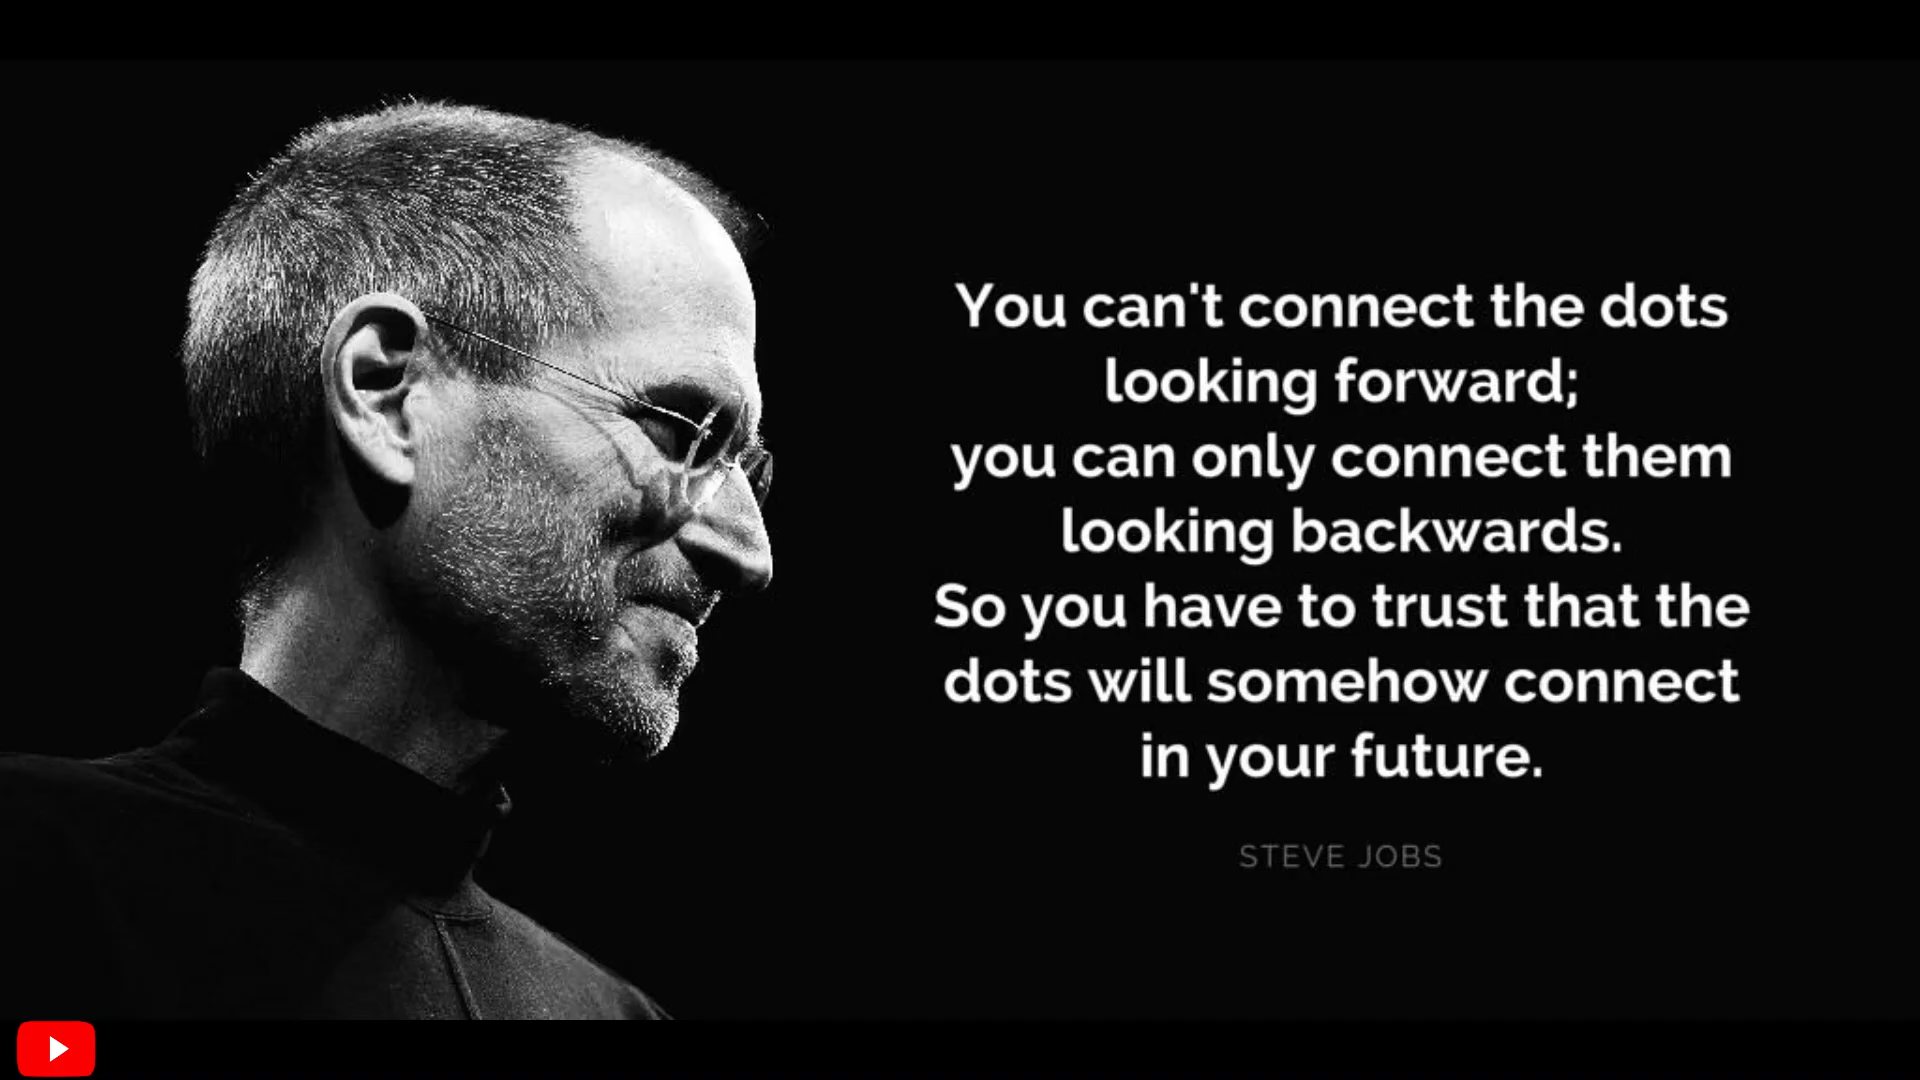 You can't connect the dots
looking forward;
you can only connect them
looking backwards.
So you have to trust that the
dots will somehow connect
in your future.
STEVE JOBS